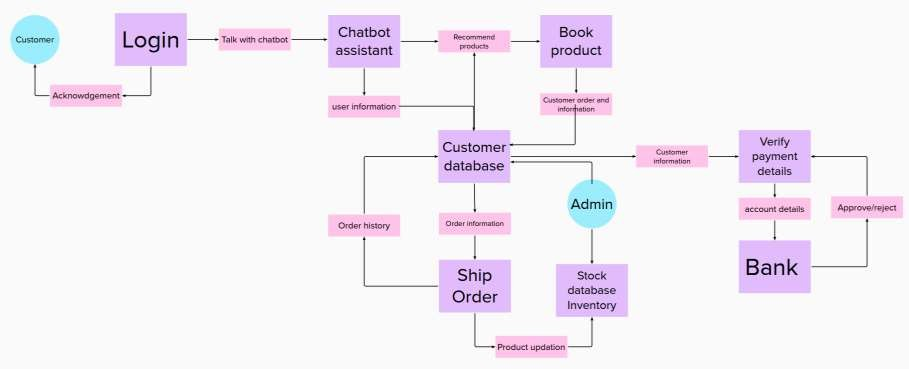 Customer
Login
Talk with chatbot
Chatbot
assistant
Recommend
products
Book
product
Acknowdgement
user information
Customer order and
information
Customer
database
Customer
information
Verify
payment
details
Admin
account details
Approve/reject
Order history
Order information
Ship
Order
Stock
database
Inventory
Bank
Product updation